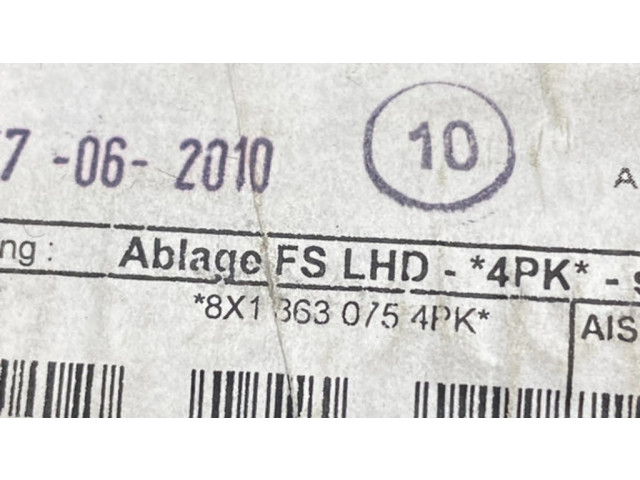 7 -06- 2010
10
A
ng : Ablage FS LHD - *4PK* - S
*8X1 863 075 4PK*
AIS